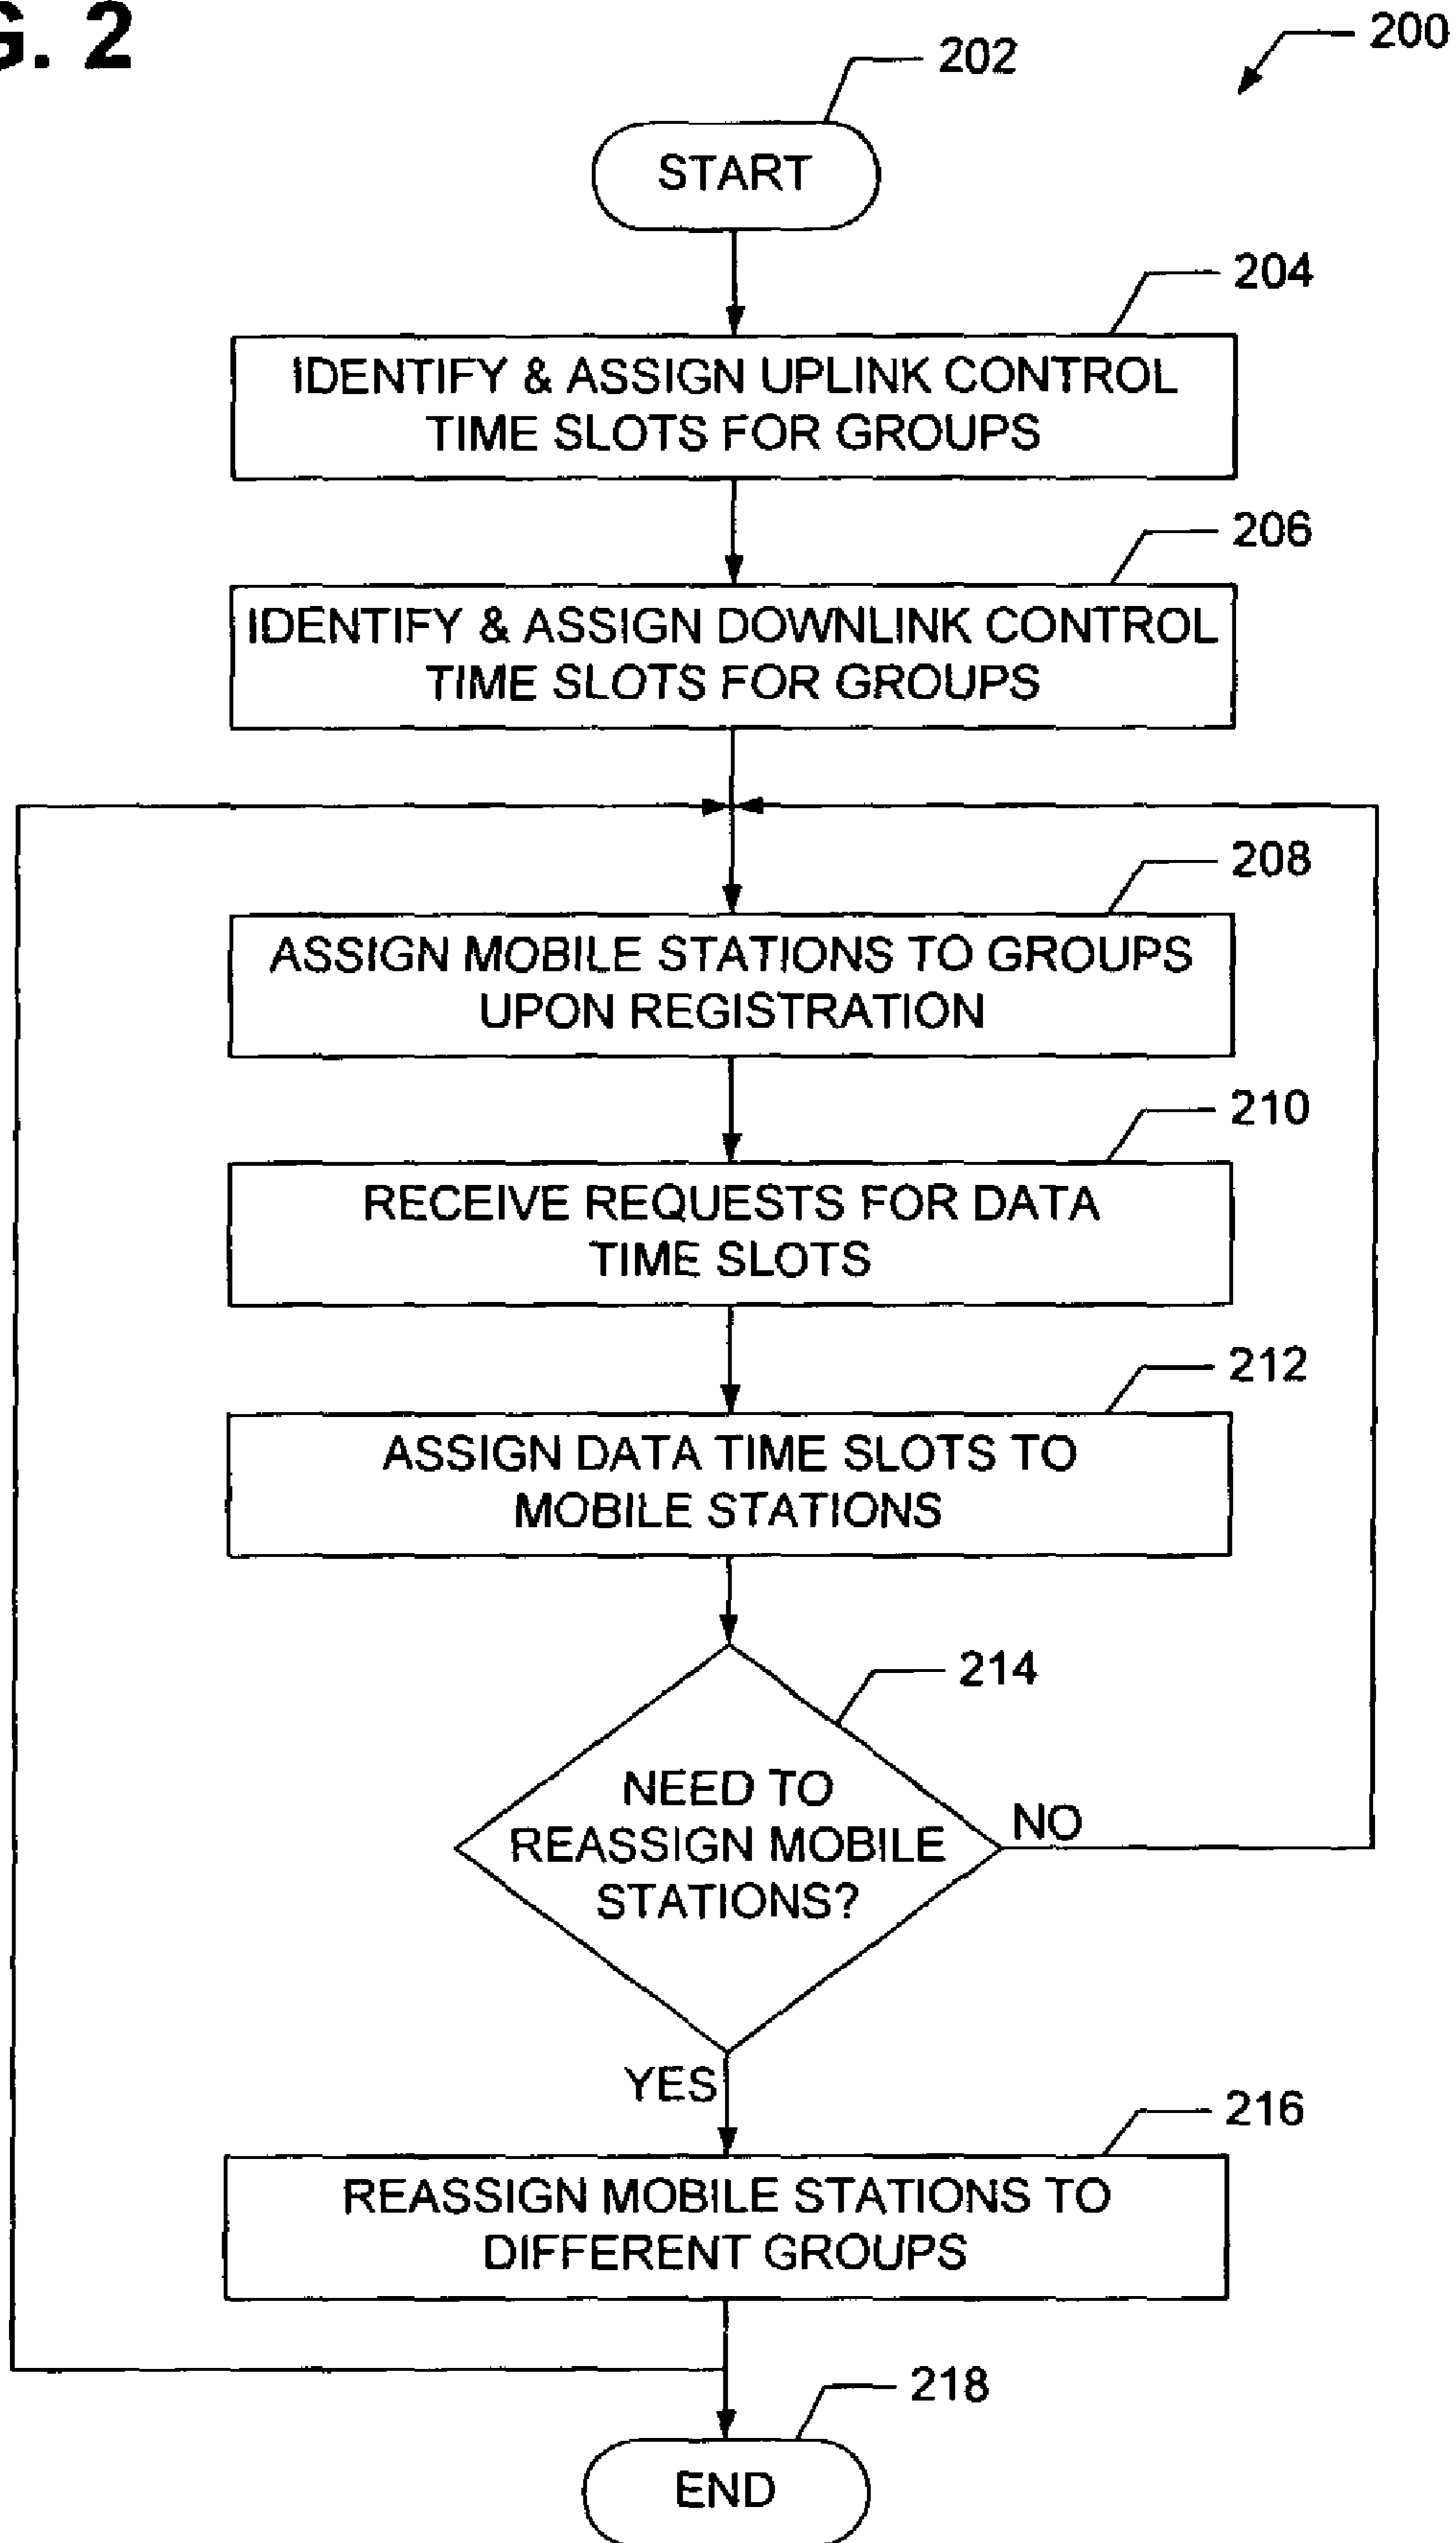 G. 2
200
202
START
204
IDENTIFY & ASSIGN UPLINK CONTROL
TIME SLOTS FOR GROUPS
206
IDENTIFY & ASSIGN DOWNLINK CONTROL
TIME SLOTS FOR GROUPS
208
ASSIGN MOBILE STATIONS TO GROUPS
UPON REGISTRATION
210
RECEIVE REQUESTS FOR DATA
TIME SLOTS
212
ASSIGN DATA TIME SLOTS TO
MOBILE STATIONS
214
NEED TO
REASSIGN MOBILE
STATIONS?
NO
YES
216
REASSIGN MOBILE STATIONS TO
DIFFERENT GROUPS
218
END